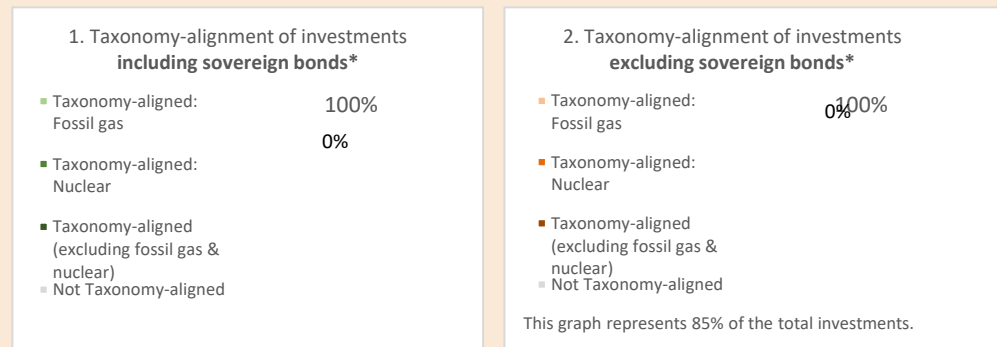 1. Taxonomy-alignment of investments
including sovereign bonds*
Taxonomy-aligned:
Fossil gas
100%
0%
Taxonomy-aligned:
Nuclear
Taxonomy-aligned
(excluding fossil gas &
nuclear)
Not Taxonomy-aligned
2. Taxonomy-alignment of investments
excluding sovereign bonds*
Taxonomy-aligned:
Fossil gas
0%
100%
Taxonomy-aligned:
Nuclear
Taxonomy-aligned
(excluding fossil gas &
nuclear)
Not Taxonomy-aligned
This graph represents 85% of the total investments.